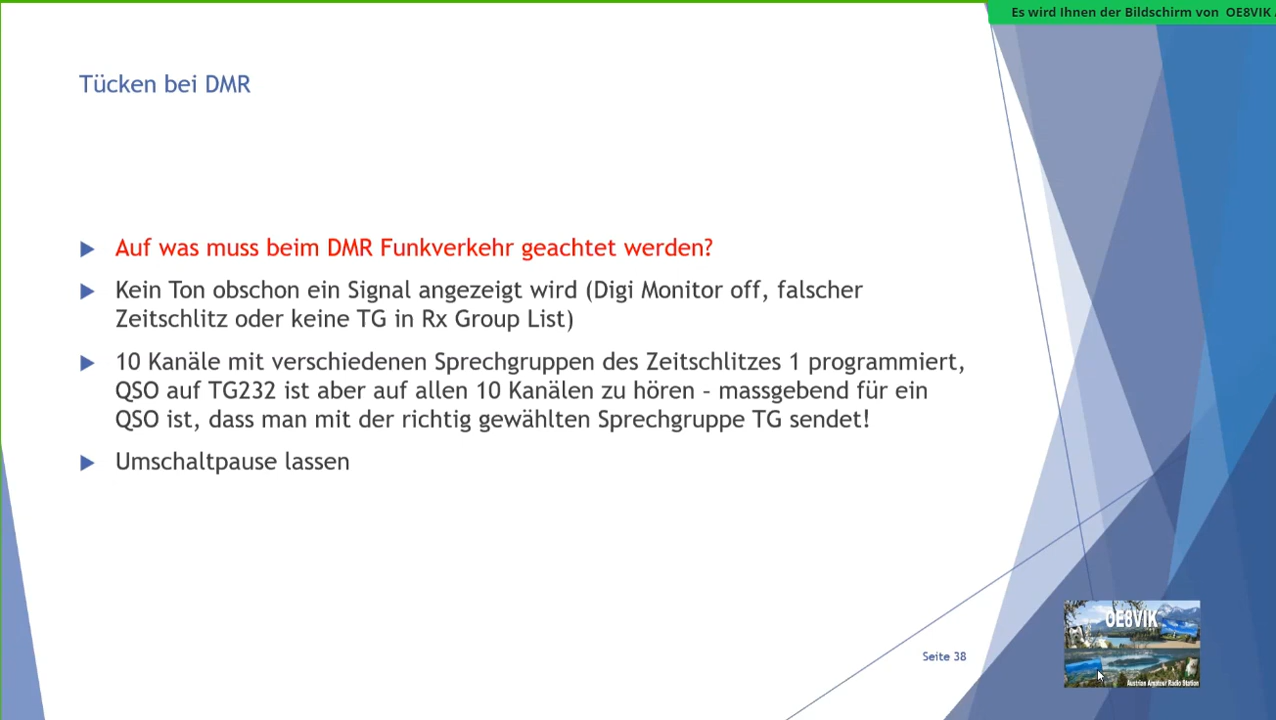 Es wird Ihnen der Bildschirm von OE8VIK
Tücken bei DMR
Auf was muss beim DMR Funkverkehr geachtet werden?
Kein Ton obschon ein Signal angezeigt wird (Digi Monitor off, falscher
Zeitschlitz oder keine TG in Rx Group List)
10 Kanäle mit verschiedenen Sprechgruppen des Zeitschlitzes 1 programmiert,
QSO auf TG232 ist aber auf allen 10 Kanälen zu hören – massgebend für ein
QSO ist, dass man mit der richtig gewählten Sprechgruppe TG sendet!
Umschaltpause lassen
Seite 38
OE8VIK
Austrian Amateur Radio Station